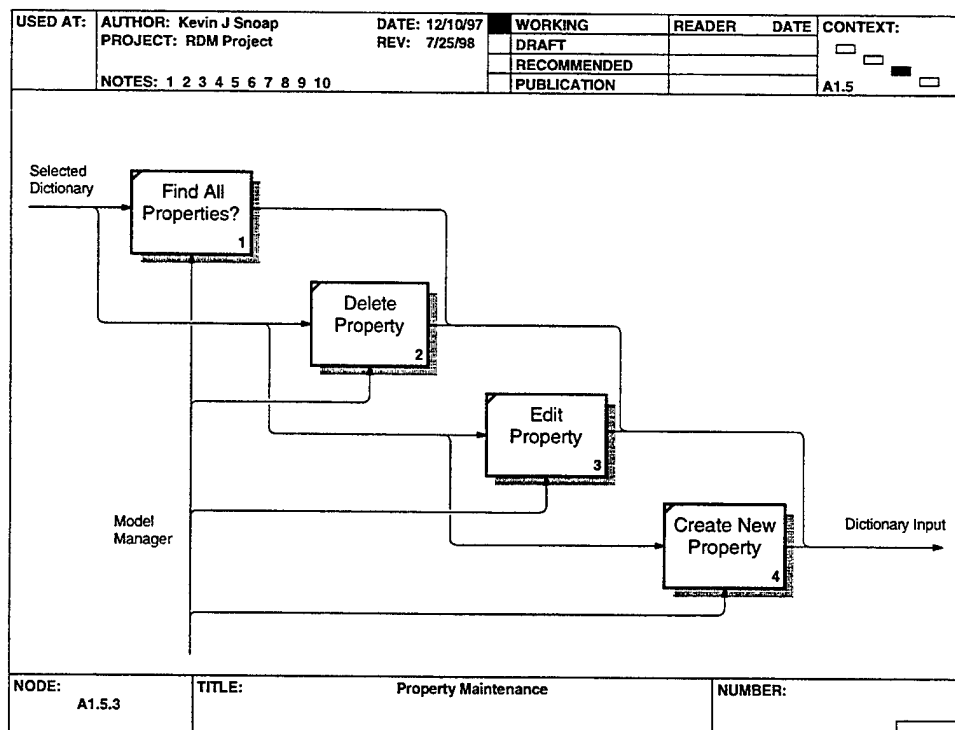 USED AT: AUTHOR: Kevin J Snoap DATE: 12/10/97 WORKING READER DATE CONTEXT:
PROJECT: RDM Project REV: 7/25/98 DRAFT
RECOMMENDED
NOTES: 1 2 3 4 5 6 7 8 9 10 PUBLICATION A1.5
Selected
Dictionary
Find All
Properties?
1
Delete
Property
2
Edit
Property
3
Model
Manager
Create New
Property
4
Dictionary Input
NODE: TITLE: Property Maintenance NUMBER:
A1.5.3